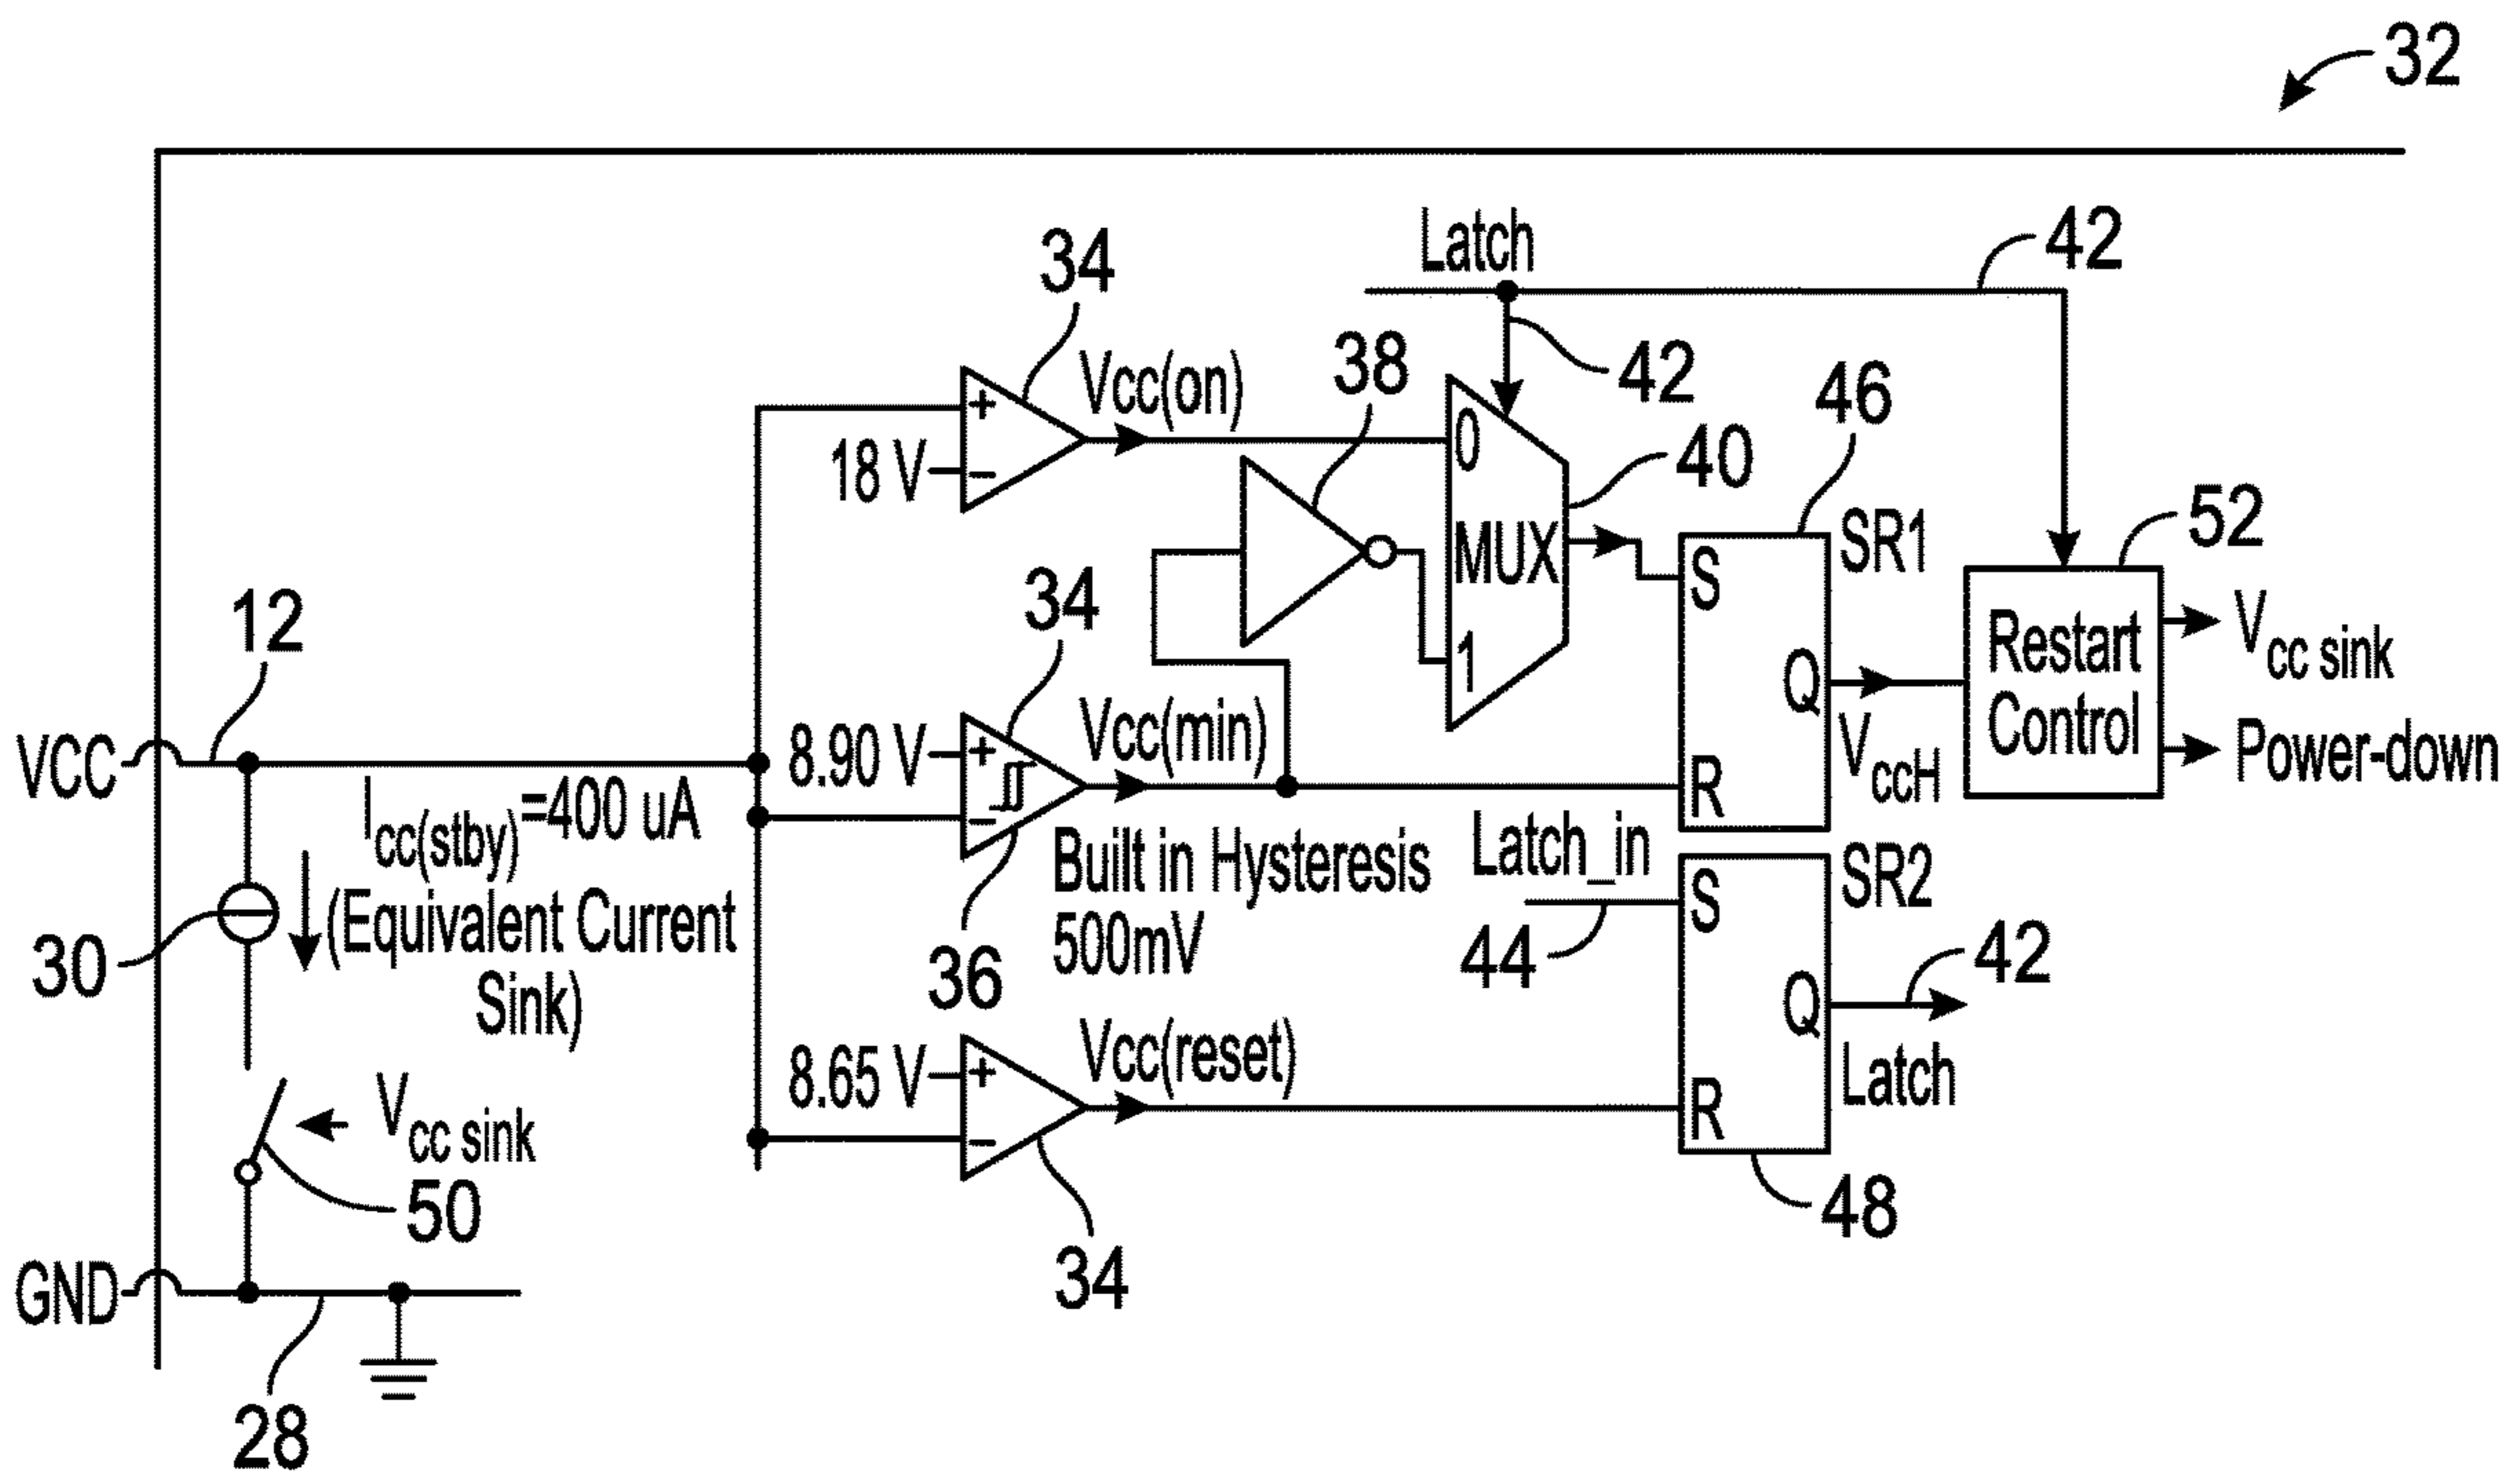 32
Latch
42
34
Vcc(on)
38
42
46
+
18 V
−
0
40
SR1
52
MUX
S
12
34
1
Q
Restart
Control
Vcc sink
VCC
8.90 V
+
−
Vcc(min)
R
VccH
Power-down
Icc(stby)=400 uA
(Equivalent Current
Sink)
30
36
Built in Hysteresis
500mV
Latch_in
44
S
SR2
42
Q
Latch
8.65 V
+
−
Vcc(reset)
R
Vcc sink
50
34
48
GND
28